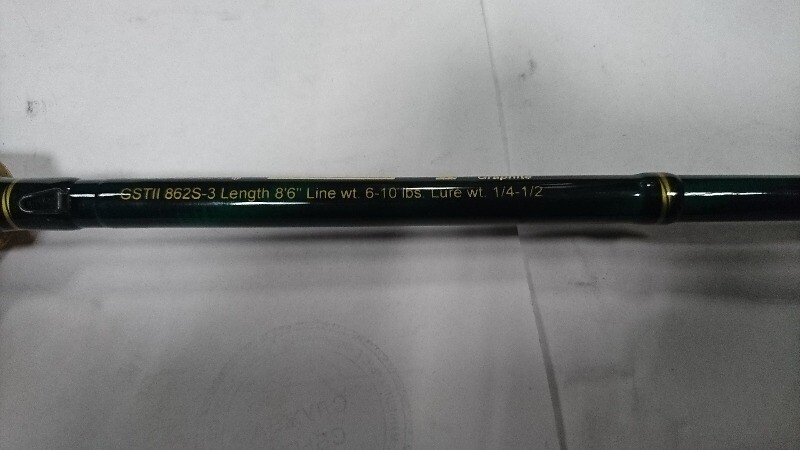 Graphite
GSTII 862S-3 Length 8'6" Line wt. 6-10 lbs. Lure wt. 1/4-1/2